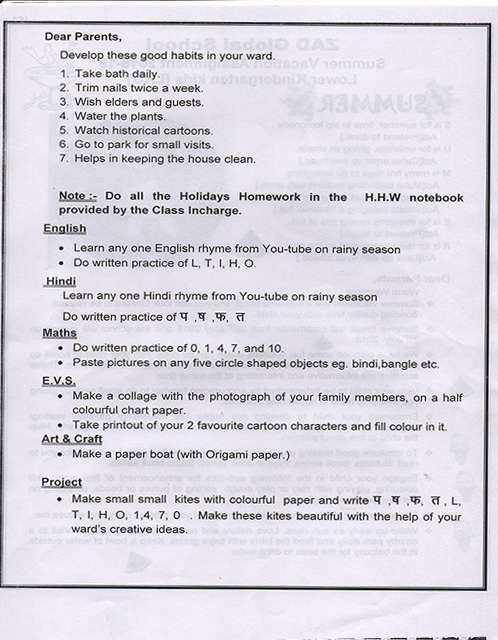 Dear Parents,
Develop these good habits in your ward.
1. Take bath daily.
2. Trim nails twice a week.
3. Wish elders and guests.
4. Water the plants.
5. Watch historical cartoons.
6. Go to park for small visits.
7. Helps in keeping the house clean.
Note :- Do all the Holidays Homework in the H.H.W notebook
provided by the Class Incharge.
English
• Learn any one English rhyme from You-tube on rainy season
• Do written practice of L, T, I, H, O.
Hindi
Learn any one Hindi rhyme from You-tube on rainy season
Do written practice of प ,ष ,फ, त
Maths
• Do written practice of 0, 1, 4, 7, and 10.
• Paste pictures on any five circle shaped objects eg. bindi,bangle etc.
E.V.S.
• Make a collage with the photograph of your family members, on a half
colourful chart paper.
• Take printout of your 2 favourite cartoon characters and fill colour in it.
Art & Craft
• Make a paper boat (with Origami paper.)
Project
• Make small small kites with colourful paper and write प ,ष ,फ, त , L,
T, I, H, O, 1,4, 7, 0 . Make these kites beautiful with the help of your
ward's creative ideas.